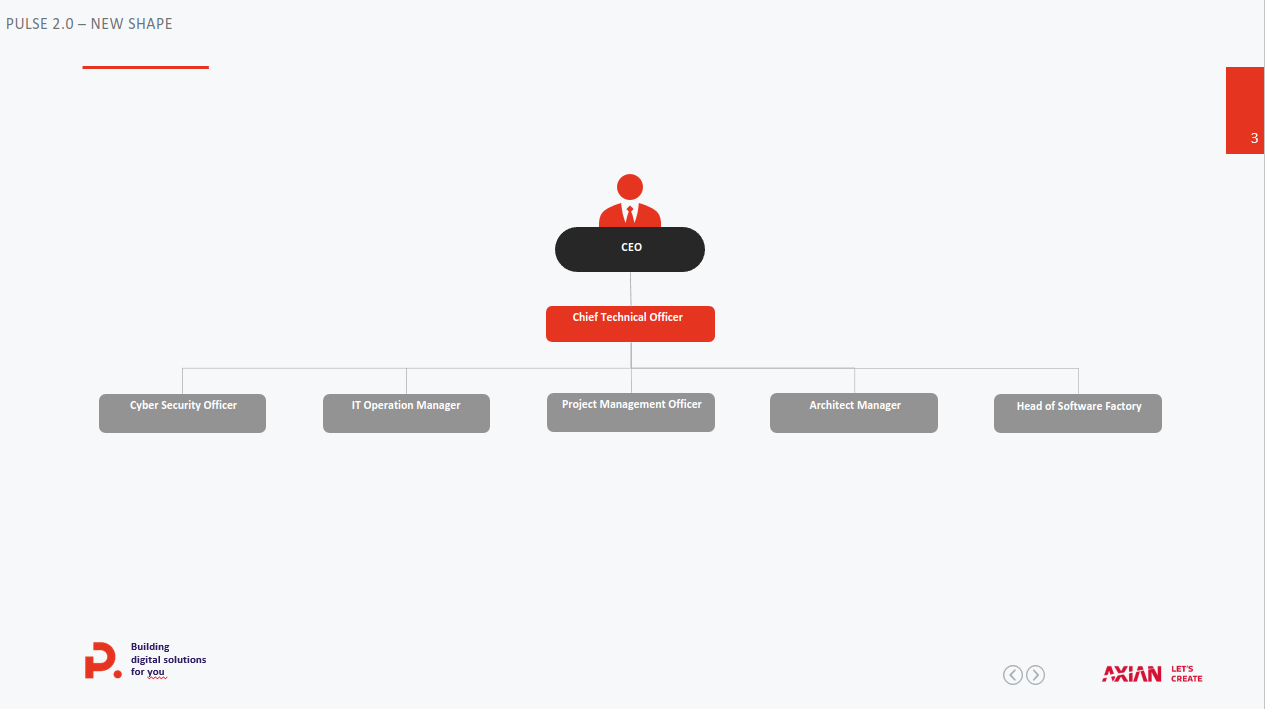 PULSE 2.0 – NEW SHAPE
3
CEO
Chief Technical Officer
Cyber Security Officer
IT Operation Manager
Project Management Officer
Architect Manager
Head of Software Factory
P.
Building
digital solutions
for you
AXIAN
LET'S
CREATE